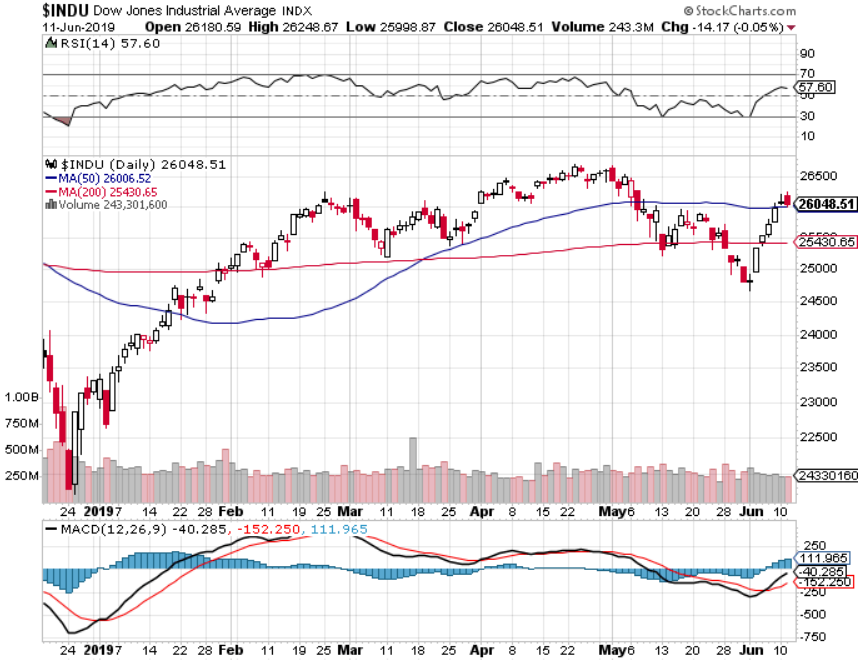 $INDU Dow Jones Industrial Average INDX © StockCharts.com
11-Jun-2019 Open 26180.59 High 26248.67 Low 25998.87 Close 26048.51 Volume 243.3M Chg -14.17 (-0.05%)
RSI(14) 57.60
90
70
57.60
50
30
10
$INDU (Daily) 26048.51
MA(50) 26006.52
MA(200) 25430.65
Volume 243,301,600
26500
26048.51
25500
25430.65
25000
24500
24000
23500
23000
22500
1.00B
750M
500M
250M
24330160
24 2019 7 14 22 28 Feb 11 19 25 Mar 11 18 25 Apr 8 15 22 May 6 13 20 28 Jun 10
MACD(12,26,9) -40.285, -152.250, 111.965
250
111.965
-40.285
-152.250
-250
-500
-750
24 2019 7 14 22 28 Feb 11 19 25 Mar 11 18 25 Apr 8 15 22 May 6 13 20 28 Jun 10